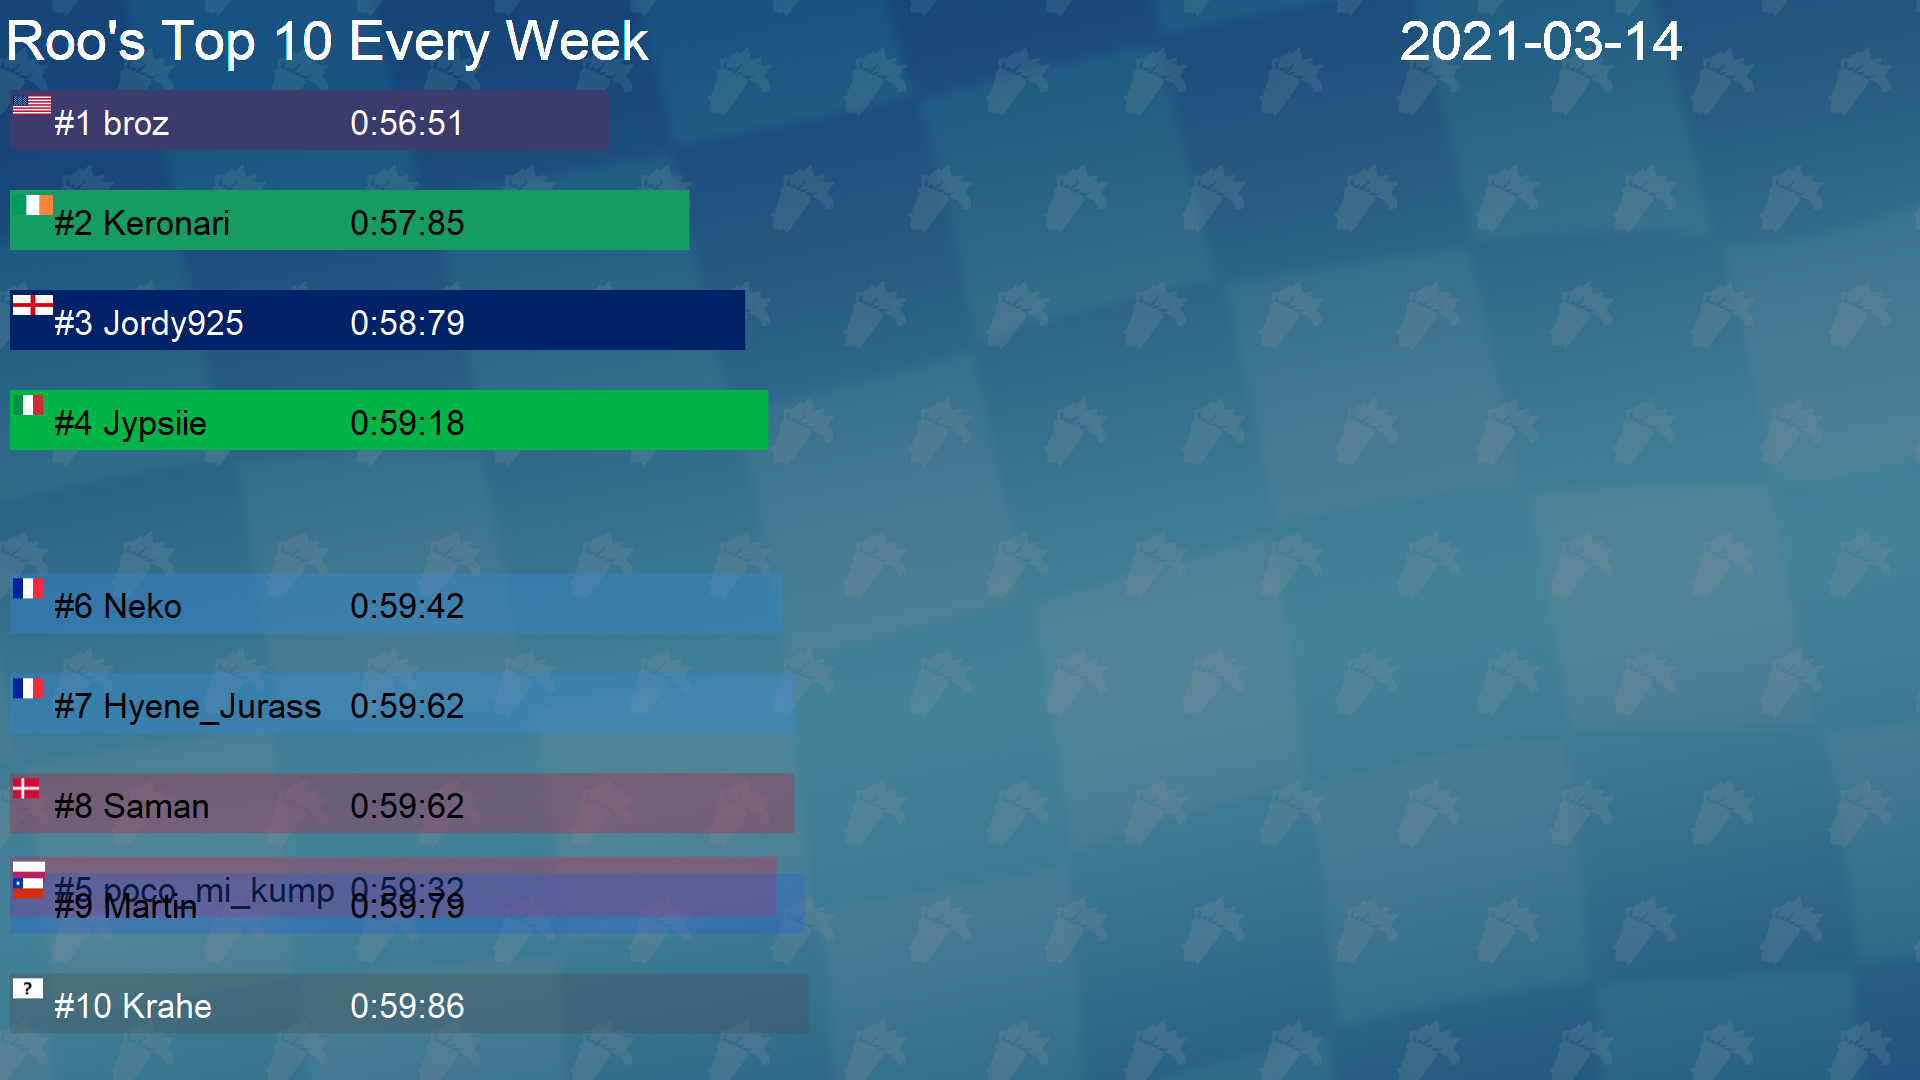 Roo's Top 10 Every Week
2021-03-14
#1 broz 0:56:51
#2 Keronari 0:57:85
#3 Jordy925 0:58:79
#4 Jypsiie 0:59:18
#6 Neko 0:59:42
#7 Hyene_Jurass 0:59:62
#8 Saman 0:59:62
#5 poco_mi_kump 0:59:32
#9 Martin 0:59:79
?
#10 Krahe 0:59:86